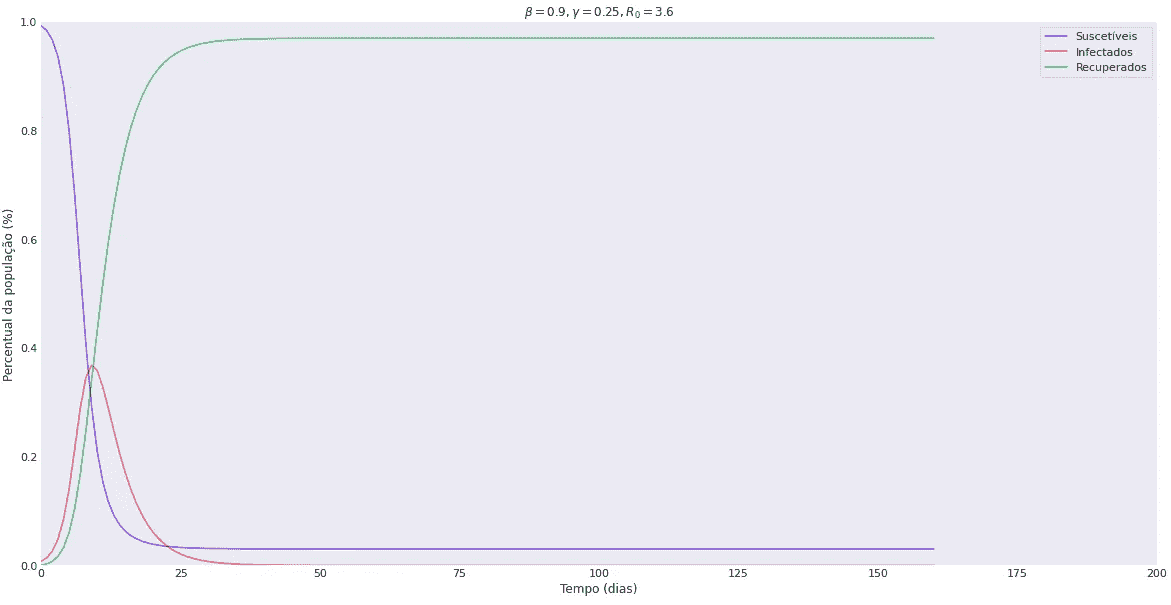 β = 0.9, γ = 0.25, R₀ = 3.6
Suscetíveis
Infectados
Recuperados
Percentual da população (%)
1.0
0.8
0.6
0.4
0.2
0.0
0 25 50 75 100 125 150 175 200
Tempo (dias)